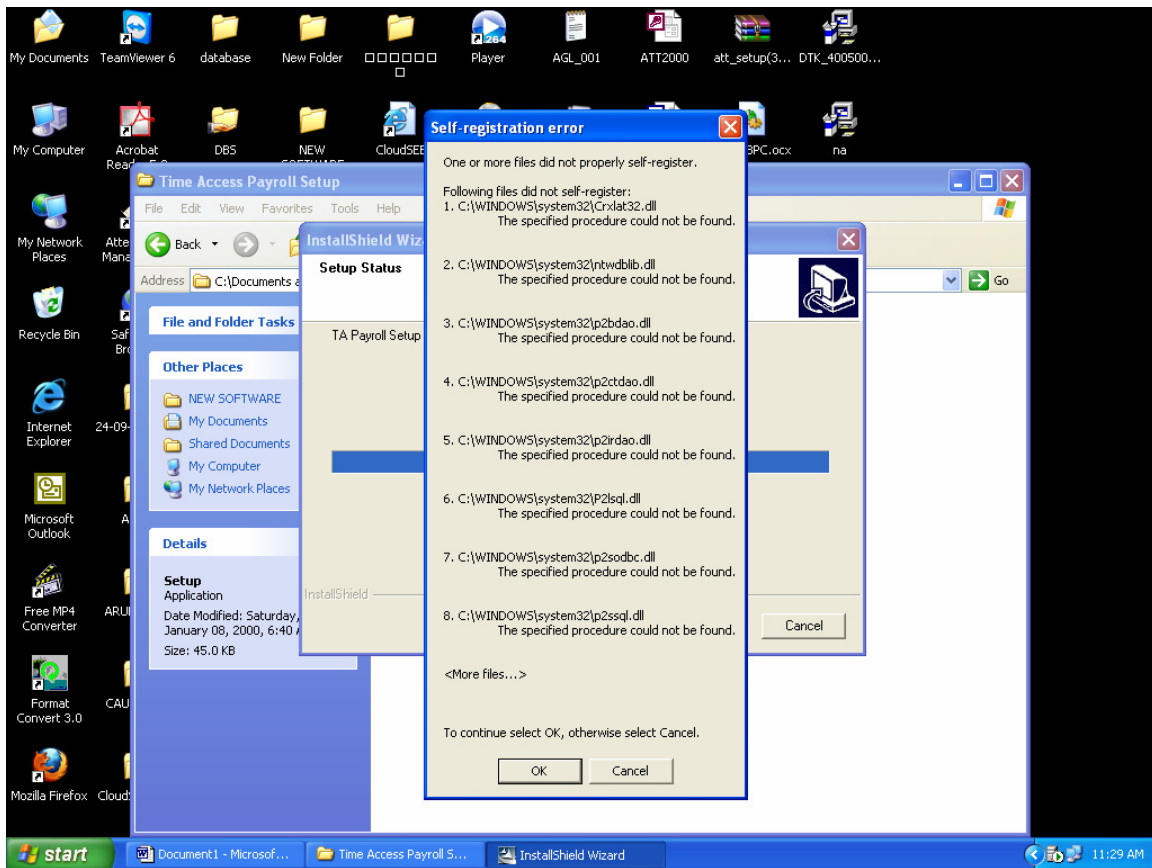 My Documents
TeamViewer 6
database
New Folder
Player
AGL_001
ATT2000
att_setup(3...
DTK_400500...
264
My Computer
Acrobat
DBS
NEW
PC.ocx
na
My Network
Places
Recycle Bin
Internet
Explorer
24-09-
Microsoft
Outlook
Free MP4
Converter
Format
Convert 3.0
Mozilla Firefox
Time Access Payroll Setup
File Edit View Favorites Tools Help
Back
Address C:\Documents a
Go
File and Folder Tasks
Other Places
NEW SOFTWARE
My Documents
Shared Documents
My Computer
My Network Places
Details
Setup
Application
Date Modified: Saturday,
January 08, 2000, 6:40
Size: 45.0 KB
InstallShield Wiz
Setup Status
TA Payroll Setup
InstallShield
Cancel
Self-registration error
One or more files did not properly self-register.
Following files did not self-register:
1. C:\WINDOWS\system32\Crxlat32.dll
The specified procedure could not be found.
2. C:\WINDOWS\system32\ntwdblib.dll
The specified procedure could not be found.
3. C:\WINDOWS\system32\p2bdao.dll
The specified procedure could not be found.
4. C:\WINDOWS\system32\p2ctdao.dll
The specified procedure could not be found.
5. C:\WINDOWS\system32\p2irdao.dll
The specified procedure could not be found.
6. C:\WINDOWS\system32\P2lsql.dll
The specified procedure could not be found.
7. C:\WINDOWS\system32\p2sodbc.dll
The specified procedure could not be found.
8. C:\WINDOWS\system32\p2ssql.dll
The specified procedure could not be found.
<More files...>
To continue select OK, otherwise select Cancel.
OK
Cancel
start
Document1 - Microsof...
Time Access Payroll S...
InstallShield Wizard
11:29 AM